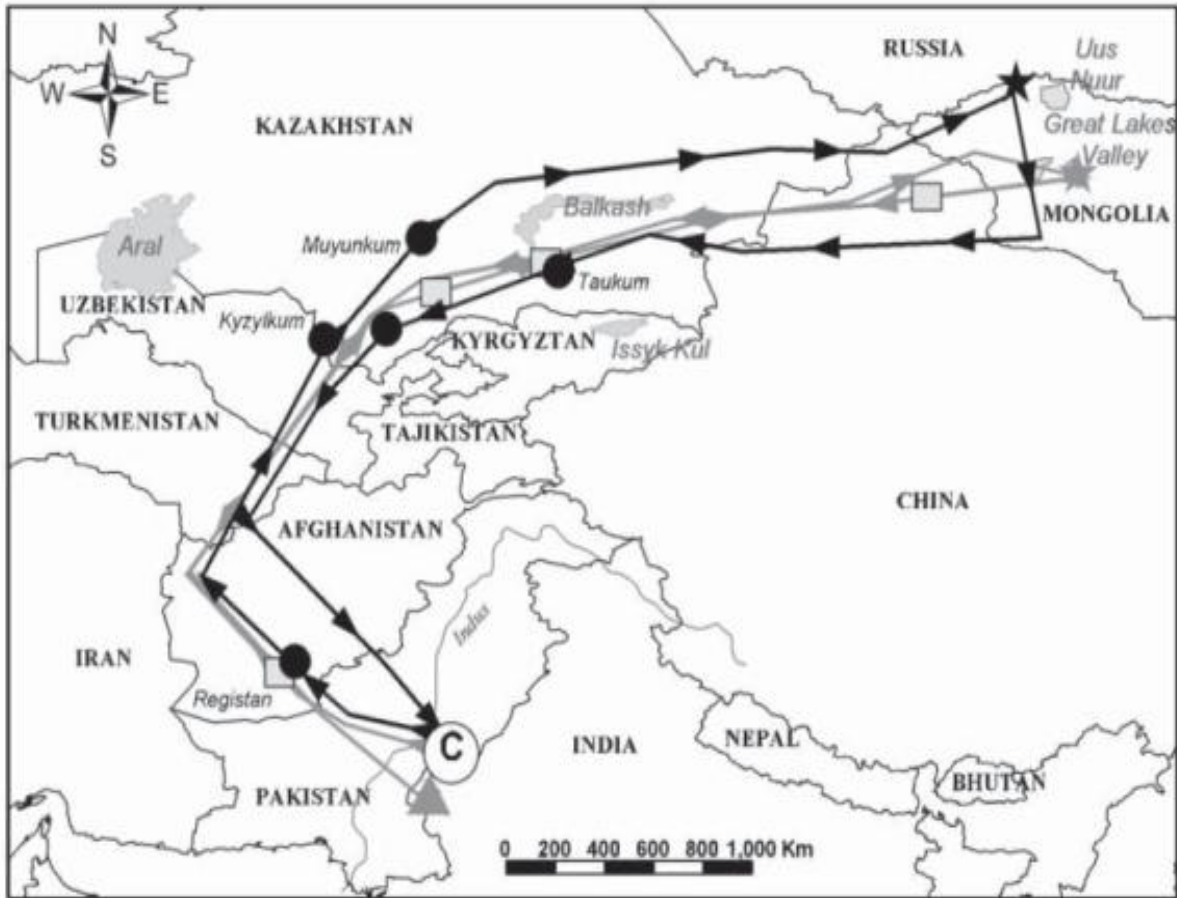 N
RUSSIA
Uus
Nuur
W E
S
KAZAKHSTAN
Great Lakes
Valley
Balkash
MONGOLIA
Muyunkum
Aral
Taukum
UZBEKISTAN
Kyzylkum
KYRGYZTAN
Issyk Kul
TURKMENISTAN
TAJIKISTAN
CHINA
AFGHANISTAN
Indus
IRAN
Registan
C
INDIA
NEPAL
PAKISTAN
BHUTAN
0 200 400 600 800 1,000 Km